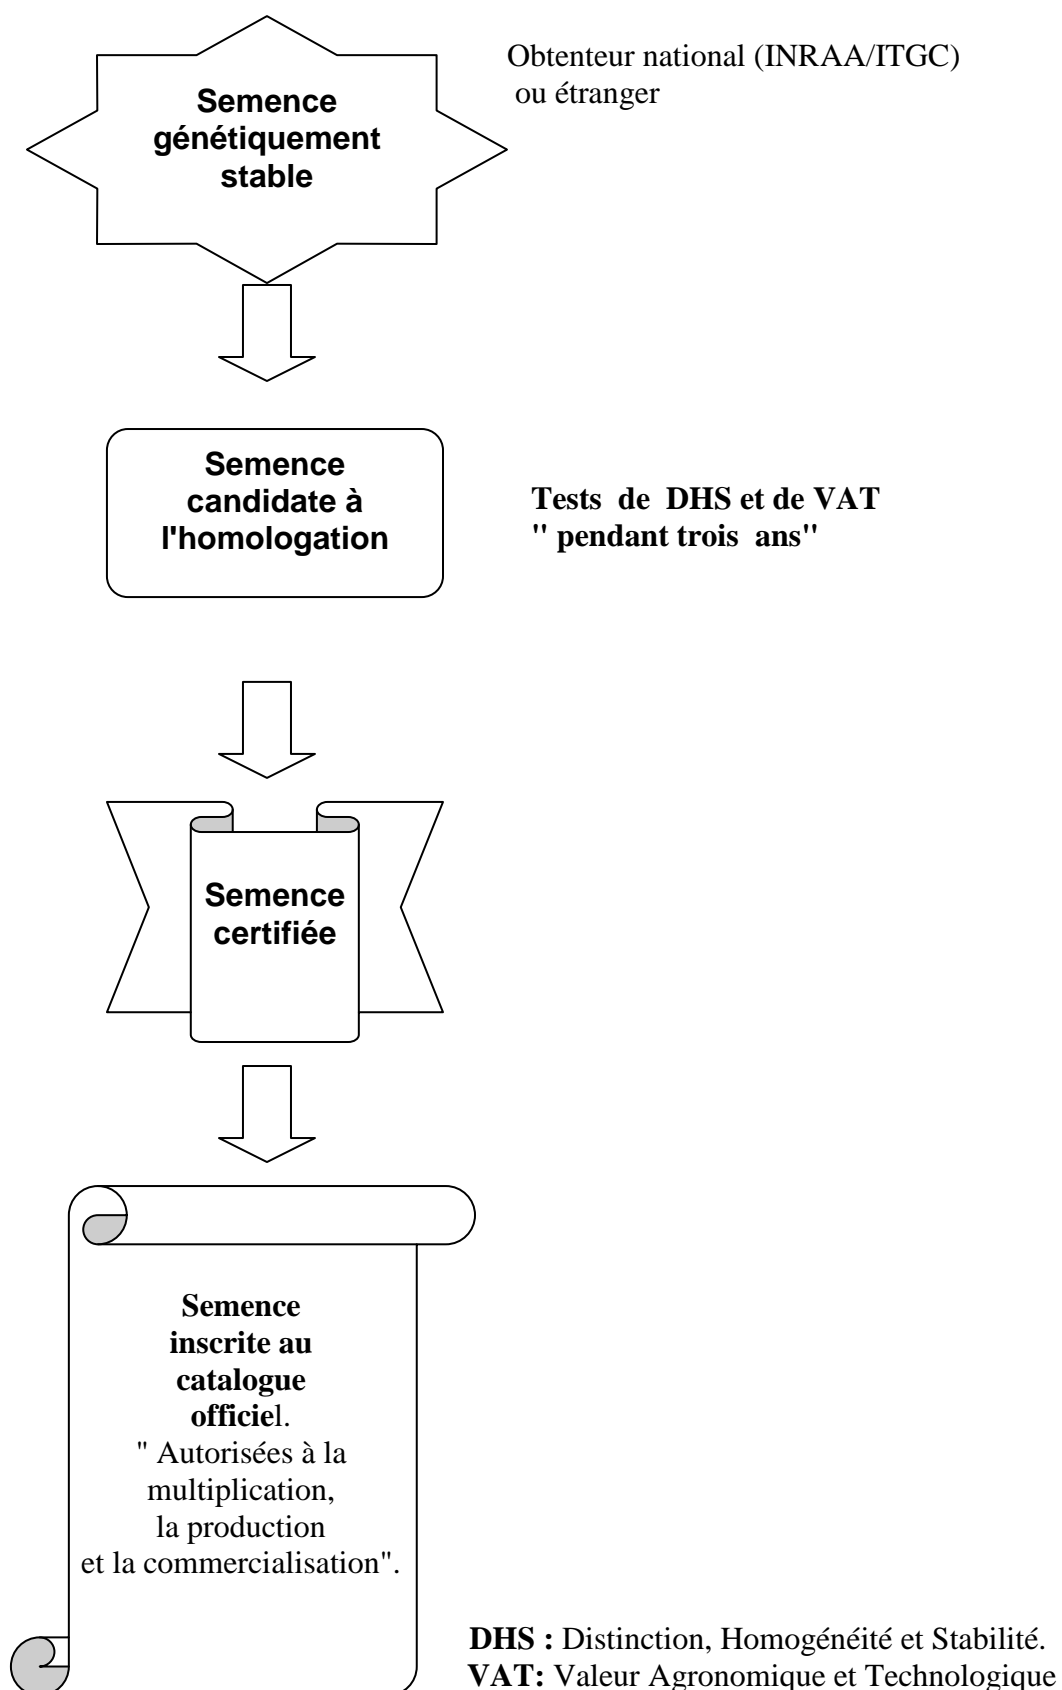 Obtenteur national (INRAA/ITGC)
ou étranger
Semence
génétiquement
stable
Semence
candidate à
l'homologation
Tests de DHS et de VAT
" pendant trois ans"
Semence
certifiée
Semence
inscrite au
catalogue
officiel.
" Autorisées à la
multiplication,
la production
et la commercialisation".
DHS : Distinction, Homogénéité et Stabilité.
VAT: Valeur Agronomique et Technologique